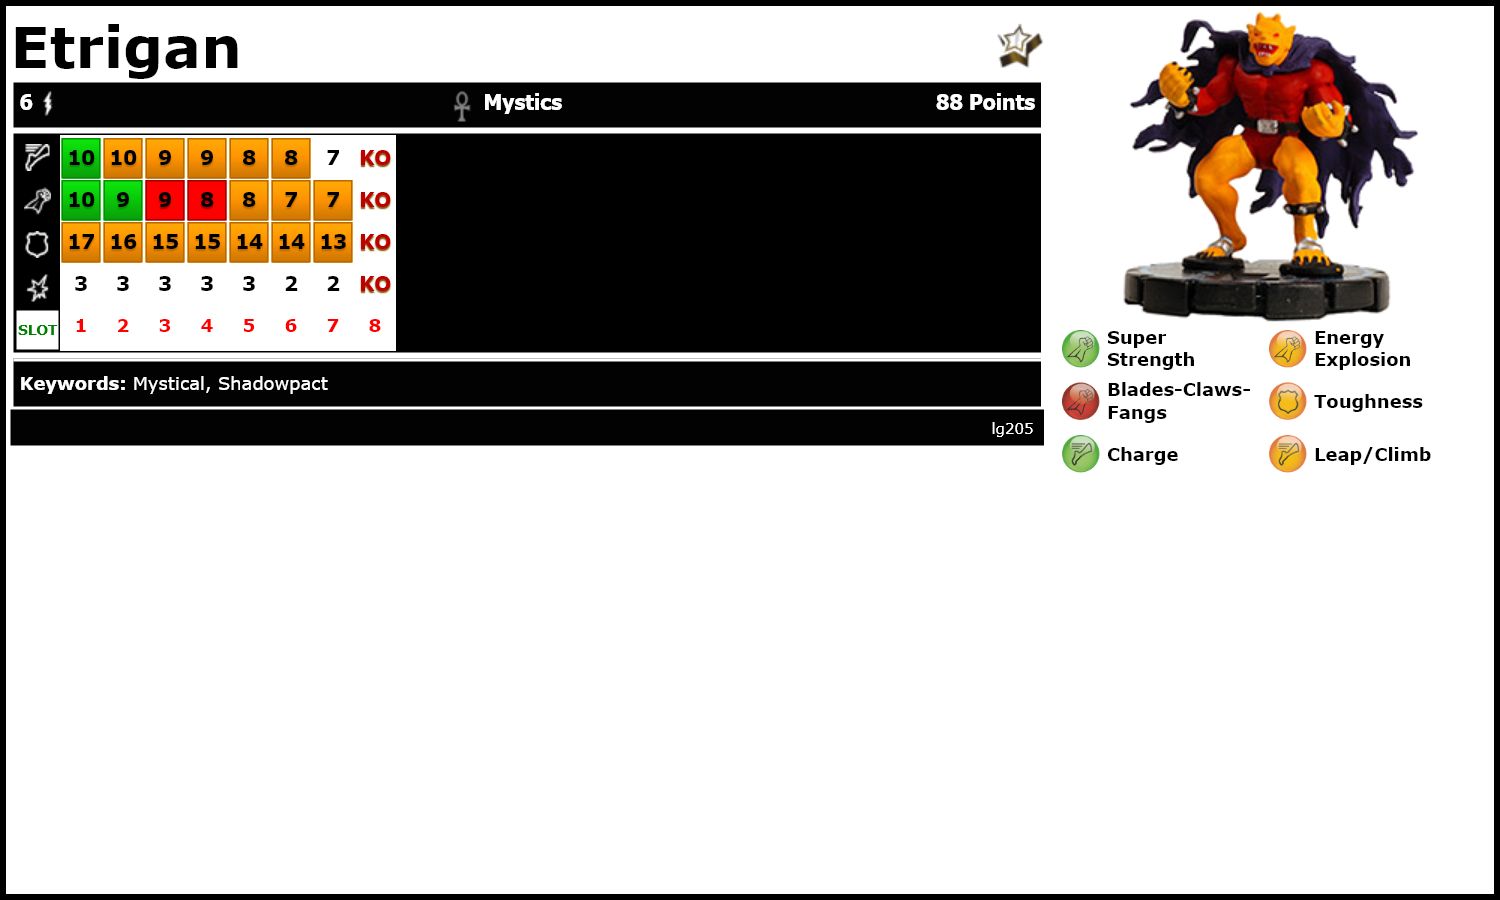 Etrigan
6 Mystics 88 Points
10 10 9 9 8 8 7 KO
10 9 9 8 8 7 7 KO
17 16 15 15 14 14 13 KO
3 3 3 3 3 2 2 KO
SLOT 1 2 3 4 5 6 7 8
Keywords: Mystical, Shadowpact
lg205
Super
Strength
Energy
Explosion
Blades-Claws-
Fangs
Toughness
Charge
Leap/Climb